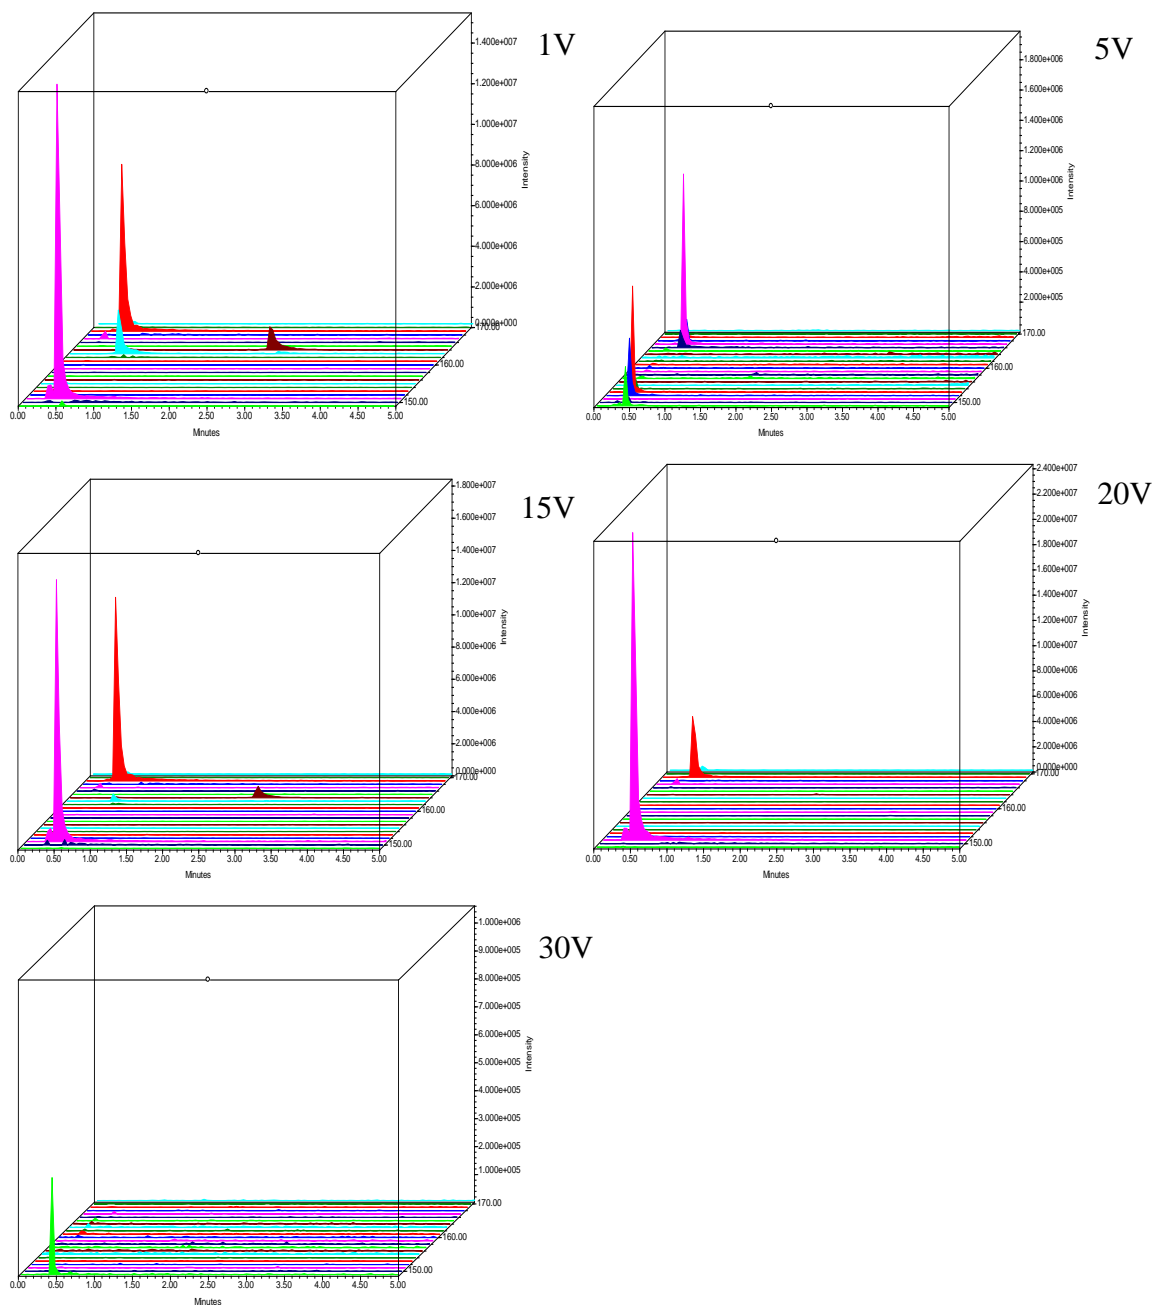 1V
1.400e+007
1.200e+007
1.000e+007
8.000e+006
6.000e+006
4.000e+006
2.000e+006
0.000e+000
Intensity
170.00
160.00
150.00
0.00 0.50 1.00 1.50 2.00 2.50 3.00 3.50 4.00 4.50 5.00
Minutes
5V
1.800e+006
1.600e+006
1.400e+006
1.200e+006
1.000e+006
8.000e+005
6.000e+005
4.000e+005
2.000e+005
Intensity
170.00
160.00
150.00
0.00 0.50 1.00 1.50 2.00 2.50 3.00 3.50 4.00 4.50 5.00
Minutes
15V
1.800e+007
1.600e+007
1.400e+007
1.200e+007
1.000e+007
8.000e+006
6.000e+006
4.000e+006
2.000e+006
0.000e+000
Intensity
170.00
160.00
150.00
0.00 0.50 1.00 1.50 2.00 2.50 3.00 3.50 4.00 4.50 5.00
Minutes
20V
2.400e+007
2.200e+007
2.000e+007
1.800e+007
1.600e+007
1.400e+007
1.200e+007
1.000e+007
8.000e+006
6.000e+006
4.000e+006
2.000e+006
0.000e+000
Intensity
170.00
160.00
150.00
0.00 0.50 1.00 1.50 2.00 2.50 3.00 3.50 4.00 4.50 5.00
Minutes
30V
1.000e+006
9.000e+005
8.000e+005
7.000e+005
6.000e+005
5.000e+005
4.000e+005
3.000e+005
2.000e+005
1.000e+005
Intensity
170.00
160.00
150.00
0.00 0.50 1.00 1.50 2.00 2.50 3.00 3.50 4.00 4.50 5.00
Minutes